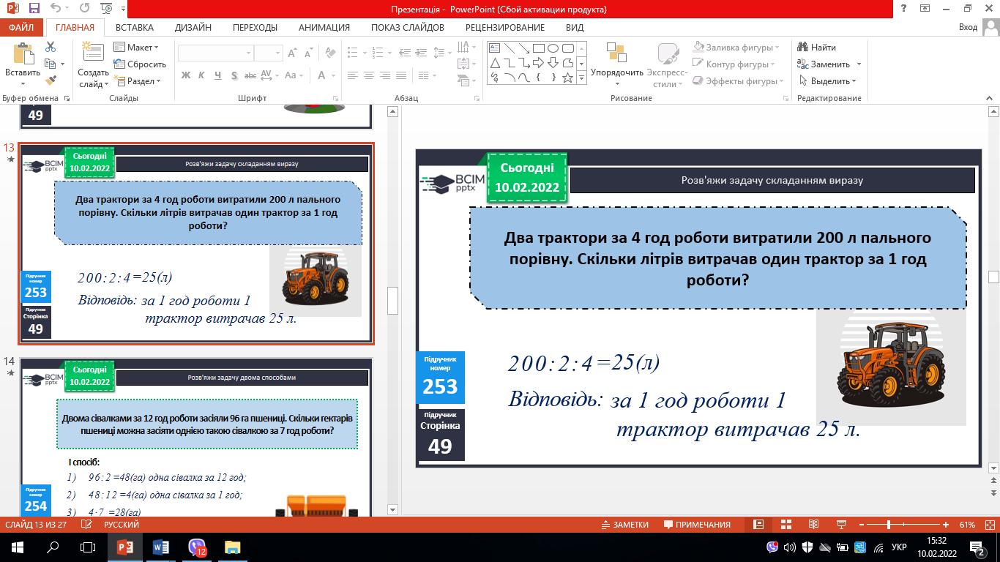 Презентація - PowerPoint (Сбой активации продукта)
ФАЙЛ ГЛАВНАЯ ВСТАВКА ДИЗАЙН ПЕРЕХОДЫ АНИМАЦИЯ ПОКАЗ СЛАЙДОВ РЕЦЕНЗИРОВАНИЕ ВИД Вход
Вставить
Буфер обмена
Создать слайд
Макет
Сбросить
Раздел
Слайды
Ж К Ч S abc AV Aa А
Шрифт
Абзац
Упорядочить
Экспресс-стили
Заливка фигуры
Контур фигуры
Эффекты фигуры
Рисование
Найти
Заменить
Выделить
Редактирование
49
13
BCIM
pptx
Сьогодні
10.02.2022
Розв'яжи задачу складанням виразу
Два трактори за 4 год роботи витратили 200 л пального
порівну. Скільки літрів витрачав один трактор за 1 год
роботи?
200:2:4=25(л)
Відповідь: за 1 год роботи 1
трактор витрачав 25 л.
Підручник
номер
253
Підручник
Сторінка
49
14
BCIM
pptx
Сьогодні
10.02.2022
Розв'яжи задачу двома способами
Двома сівалками за 12 год роботи засіяли 96 га пшениці. Скільки гектарів
пшениці можна засіяти однією такою сівалкою за 7 год роботи?
І спосіб:
1) 96:2=48(га) одна сівалка за 12 год;
2) 48:12=4(га) одна сівалка за 1 год;
3) 4·7 =28(га)
Підручник
номер
254
BCIM
pptx
Сьогодні
10.02.2022
Розв'яжи задачу складанням виразу
Два трактори за 4 год роботи витратили 200 л пального
порівну. Скільки літрів витрачав один трактор за 1 год
роботи?
200:2:4=25(л)
Відповідь: за 1 год роботи 1
трактор витрачав 25 л.
Підручник
номер
253
Підручник
Сторінка
49
СЛАЙД 13 ИЗ 27 РУССКИЙ ЗАМЕТКИ ПРИМЕЧАНИЯ 61%
12
УКР
15:32
10.02.2022
2